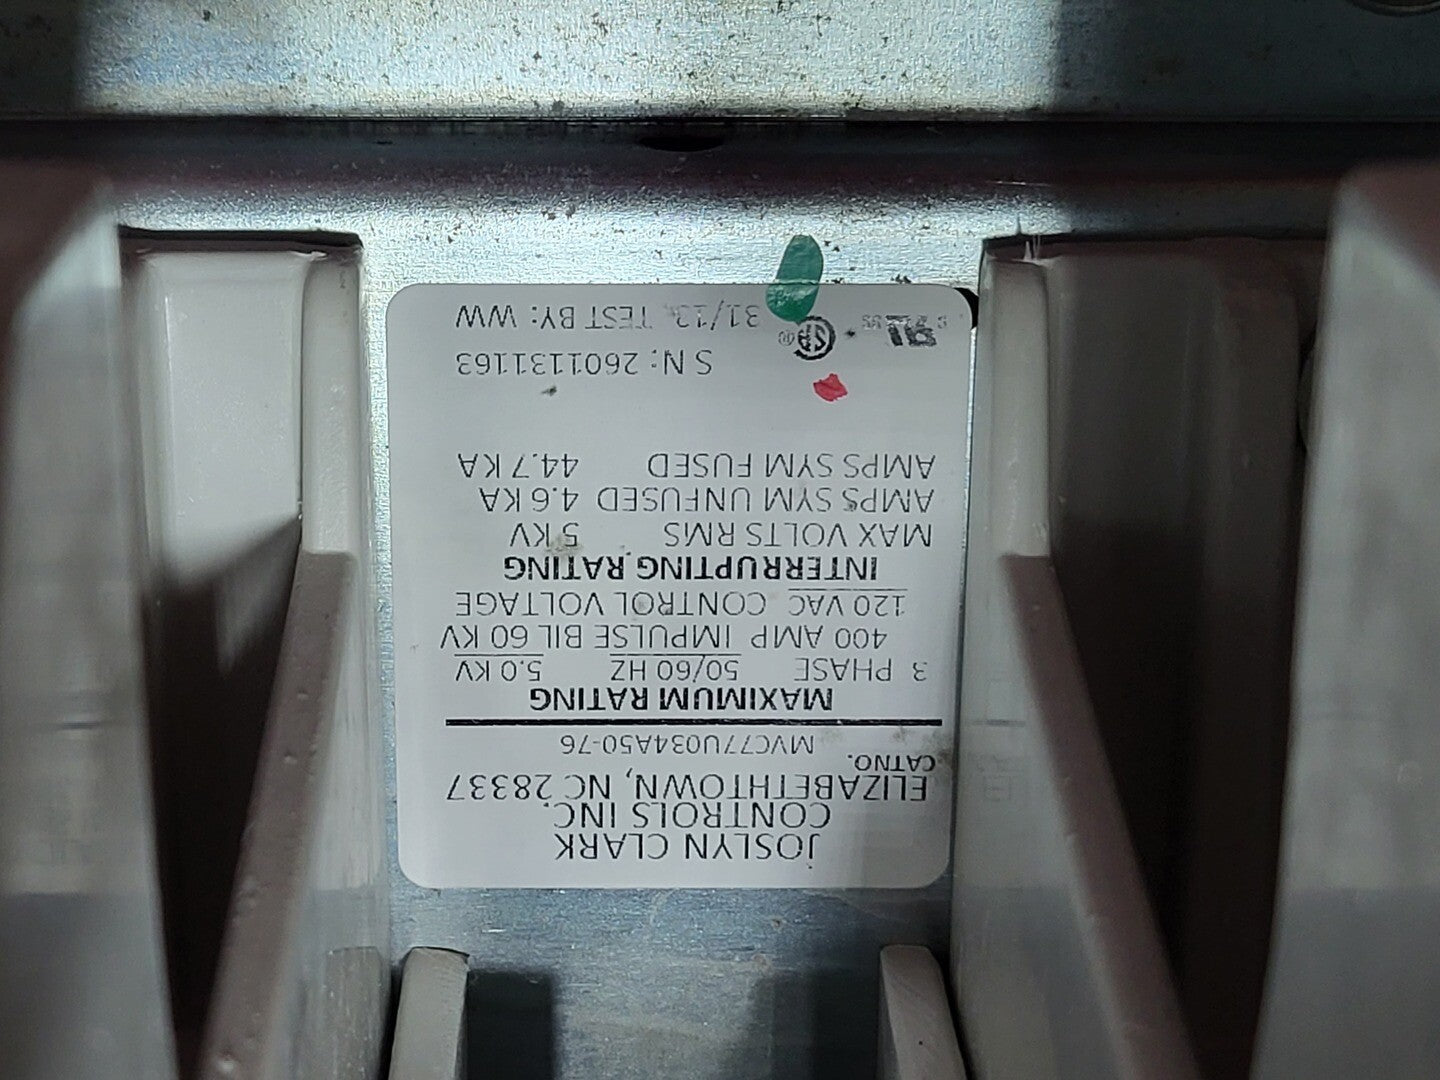 JOSLYN CLARK
CONTROLS INC.
ELIZABETHTOWN, NC 28337
CATNO.
MVC77U034A50-76
MAXIMUM RATING
3 PHASE 50/60 HZ 5.0 KV
400 AMP IMPULSE BIL 60 KV
120 VAC CONTROL VOLTAGE
INTERRUPTING RATING
MAX VOLTS RMS 5 KV
AMPS SYM UNFUSED 4.6 KA
AMPS SYM FUSED 44.7 KA
S N: 2601131163
31/13 TEST BY: WW